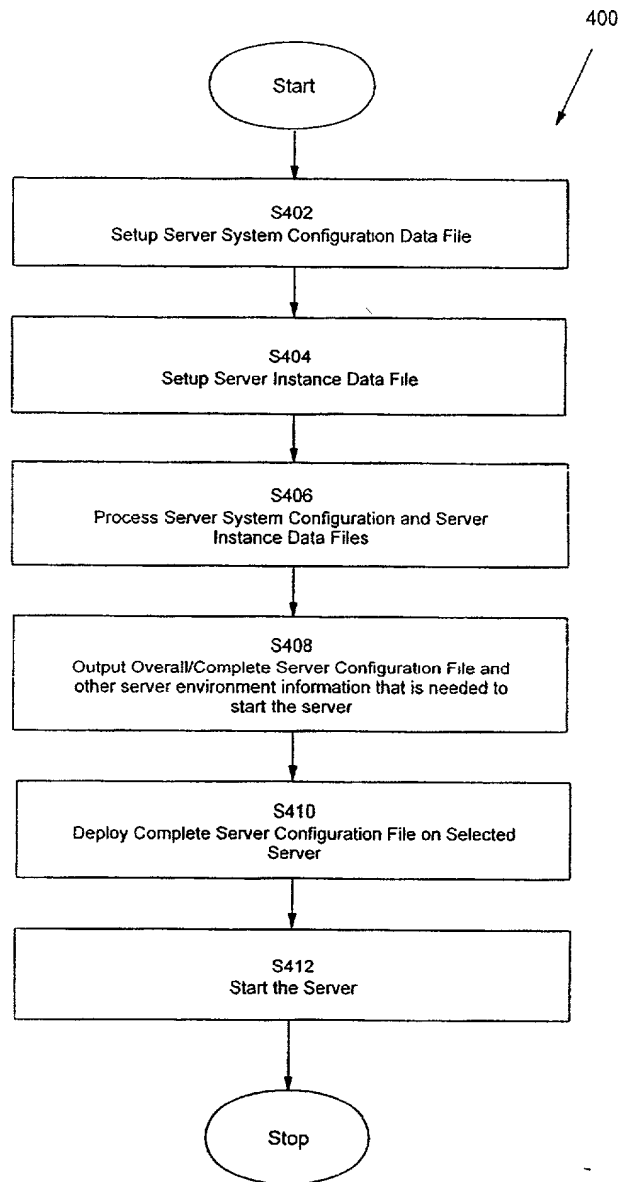 400
Start
S402
Setup Server System Configuration Data File
S404
Setup Server Instance Data File
S406
Process Server System Configuration and Server
Instance Data Files
S408
Output Overall/Complete Server Configuration File and
other server environment information that is needed to
start the server
S410
Deploy Complete Server Configuration File on Selected
Server
S412
Start the Server
Stop